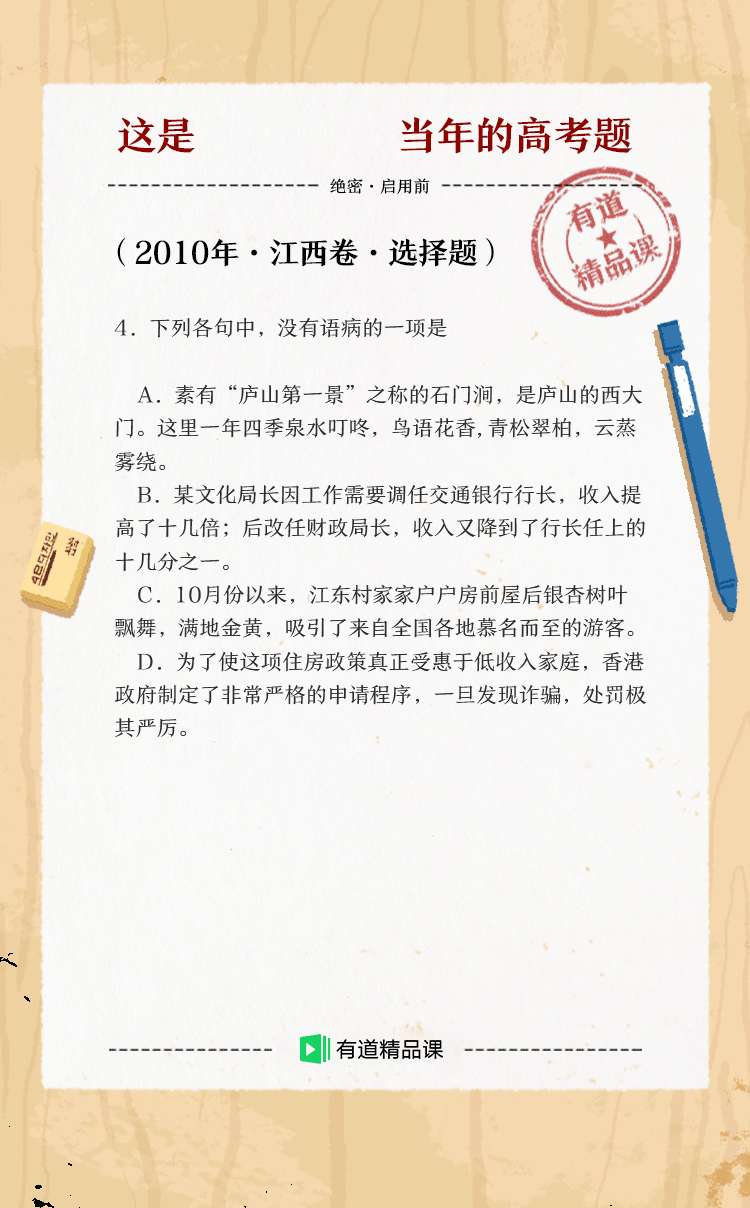 这是 当年的高考题
绝密·启用前
有道
精品课
（2010年·江西卷·选择题）
4．下列各句中，没有语病的一项是
A．素有“庐山第一景”之称的石门涧，是庐山的西大
门。这里一年四季泉水叮咚，鸟语花香,青松翠柏，云蒸
雾绕。
B．某文化局长因工作需要调任交通银行行长，收入提
高了十几倍；后改任财政局长，收入又降到了行长任上的
十几分之一。
C．10月份以来，江东村家家户户房前屋后银杏树叶
飘舞，满地金黄，吸引了来自全国各地慕名而至的游客。
D．为了使这项住房政策真正受惠于低收入家庭，香港
政府制定了非常严格的申请程序，一旦发现诈骗，处罚极
其严厉。
有道精品课